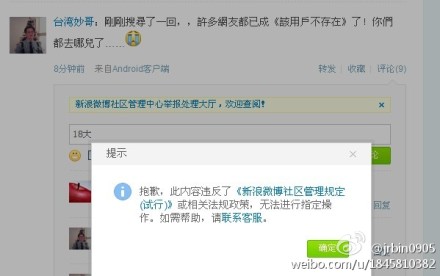 台湾妙哥：剛剛搜尋了一回，，許多網友都已成《該用戶不存在》了！你們
都去哪兒了……
8分钟前 来自Android客户端
转发 | 收藏 | 评论(9)
新浪微博社区管理中心举报处理大厅，欢迎查阅！
18大
提示
抱歉，此内容违反了《新浪微博社区管理规定
(试行)》或相关法规政策，无法进行指定操
作。如需帮助，请联系客服。
确定
回复
@jrbin0905
weibo.com/u/1845810382